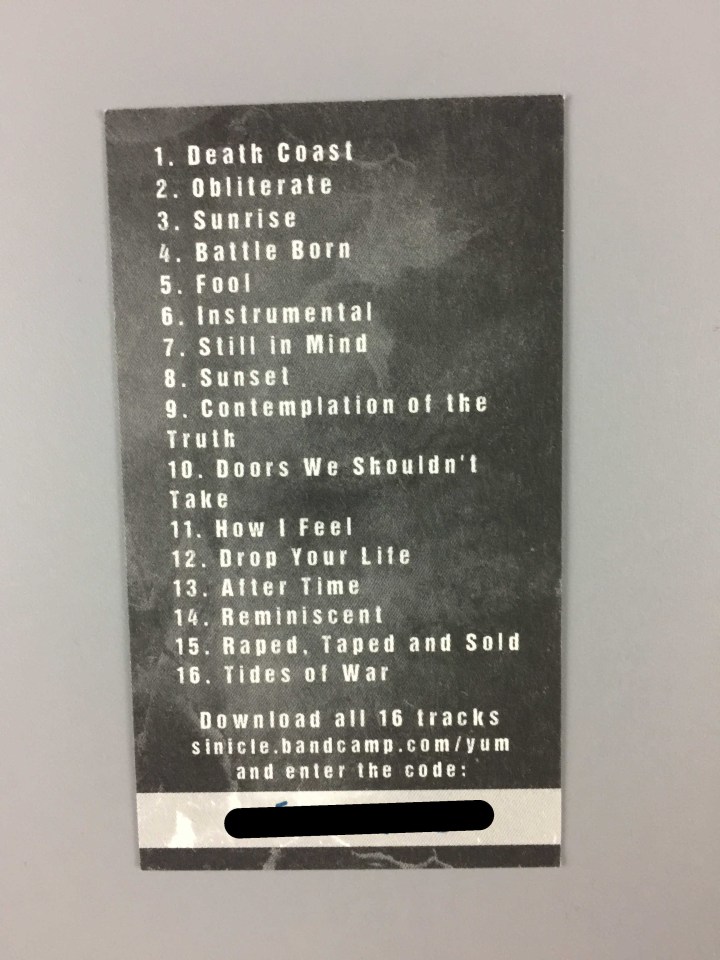 1. Death Coast
2. Obliterate
3. Sunrise
4. Battle Born
5. Fool
6. Instrumental
7. Still in Mind
8. Sunset
9. Contemplation of the
Truth
10. Doors We Shouldn't
Take
11. How I Feel
12. Drop Your Life
13. After Time
14. Reminiscent
15. Raped, Taped and Sold
16. Tides of War
Download all 16 tracks
sinicle.bandcamp.com/yum
and enter the code: